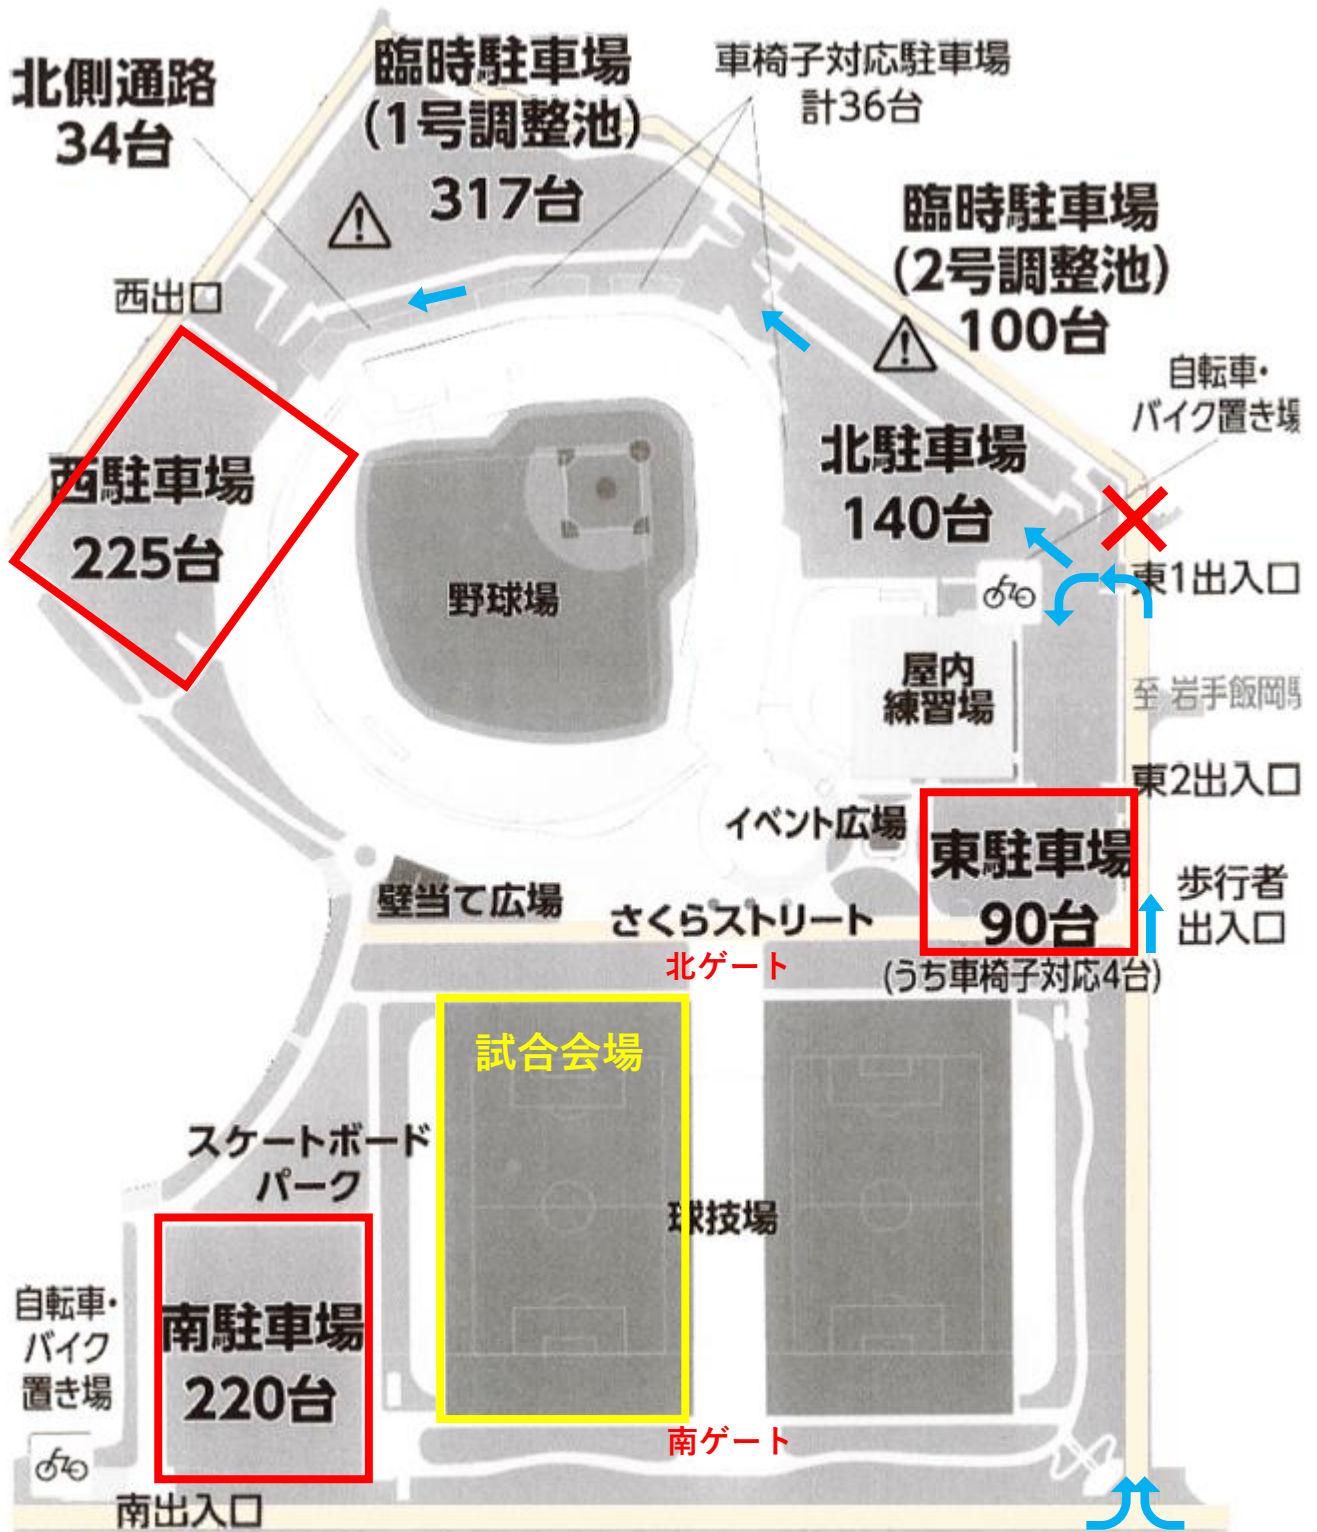 北側通路
34台
臨時駐車場
(1号調整池)
317台
車椅子対応駐車場
計36台
臨時駐車場
(2号調整池)
100台
西出口
自転車・
バイク置き場
西駐車場
225台
北駐車場
140台
野球場
東1出入口
屋内
練習場
至 岩手飯岡駅
東2出入口
イベント広場
東駐車場
90台
(うち車椅子対応4台)
歩行者
出入口
壁当て広場
さくらストリート
北ゲート
試合会場
スケートボード
パーク
球技場
自転車・
バイク
置き場
南駐車場
220台
南ゲート
南出入口